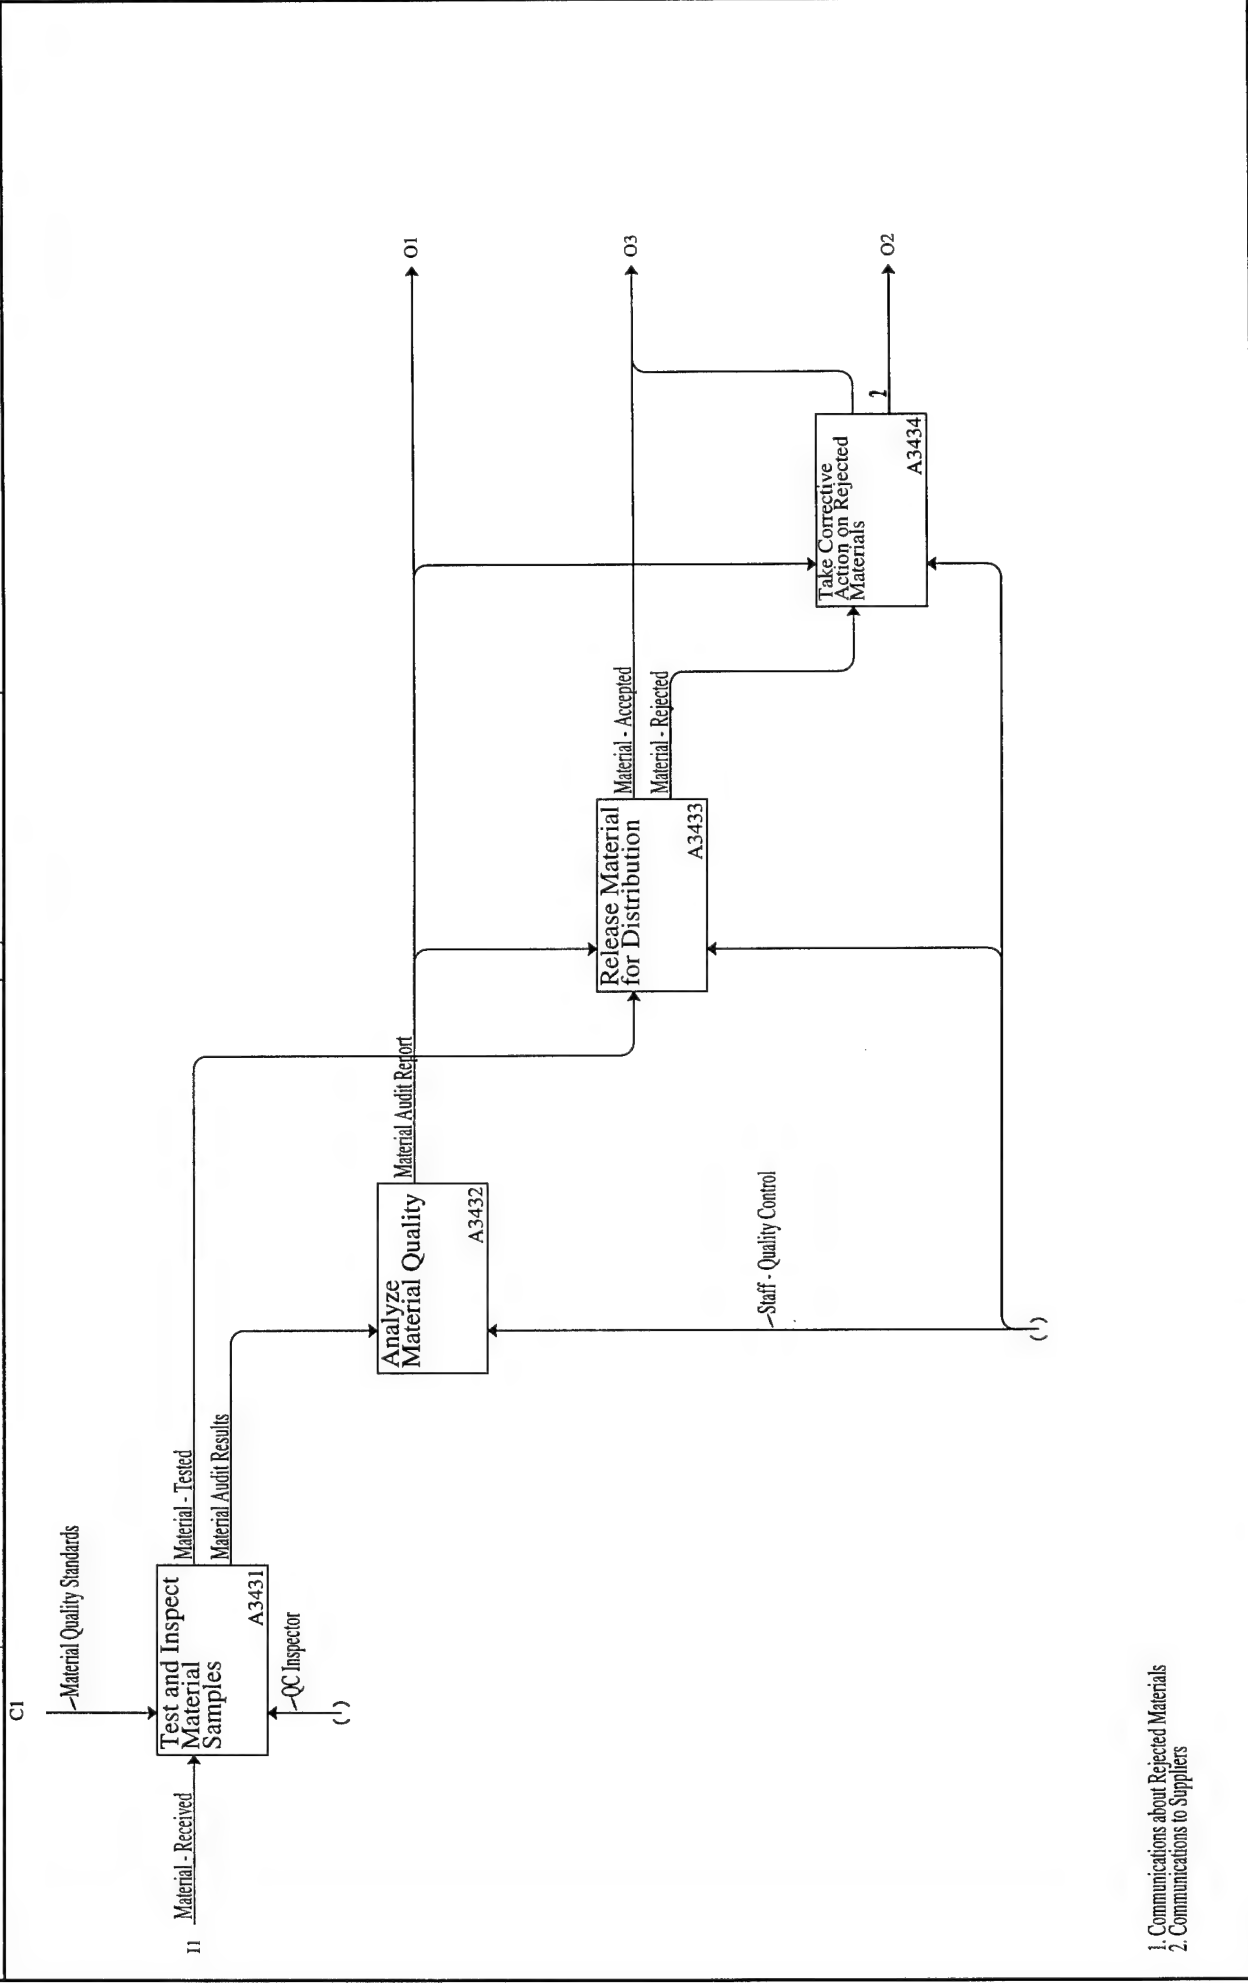 C1
Material Quality Standards
I1
Material - Received
Test and Inspect
Material
Samples
A3431
QC Inspector
( )
Material - Tested
Material Audit Results
Analyze
Material Quality
A3432
Material Audit Report
Staff - Quality Control
( )
Release Material
for Distribution
A3433
Material - Accepted
Material - Rejected
Take Corrective
Action on Rejected
Materials
A3434
2
O1
O3
O2
1. Communications about Rejected Materials
2. Communications to Suppliers